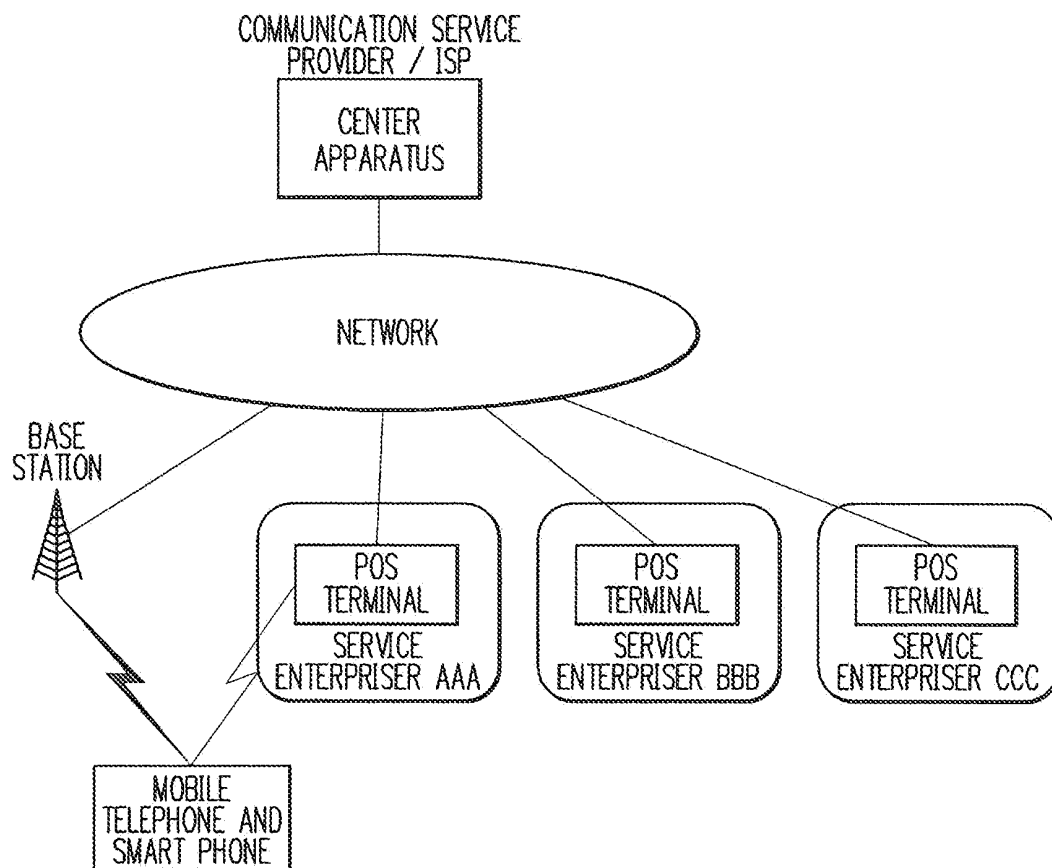 COMMUNICATION SERVICE
PROVIDER / ISP
CENTER
APPARATUS
NETWORK
BASE
STATION
POS
TERMINAL
SERVICE
ENTERPRISER AAA
POS
TERMINAL
SERVICE
ENTERPRISER BBB
POS
TERMINAL
SERVICE
ENTERPRISER CCC
MOBILE
TELEPHONE AND
SMART PHONE